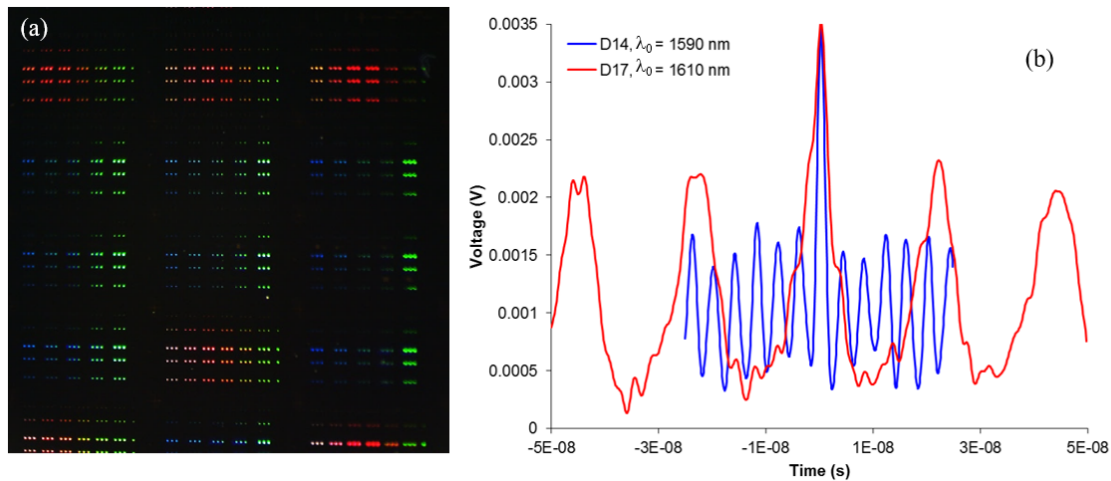 (a)
(b)
D14, λ0 = 1590 nm
D17, λ0 = 1610 nm
Voltage (V)
0.0035
0.003
0.0025
0.002
0.0015
0.001
0.0005
0
-5E-08
-3E-08
-1E-08
1E-08
3E-08
5E-08
Time (s)